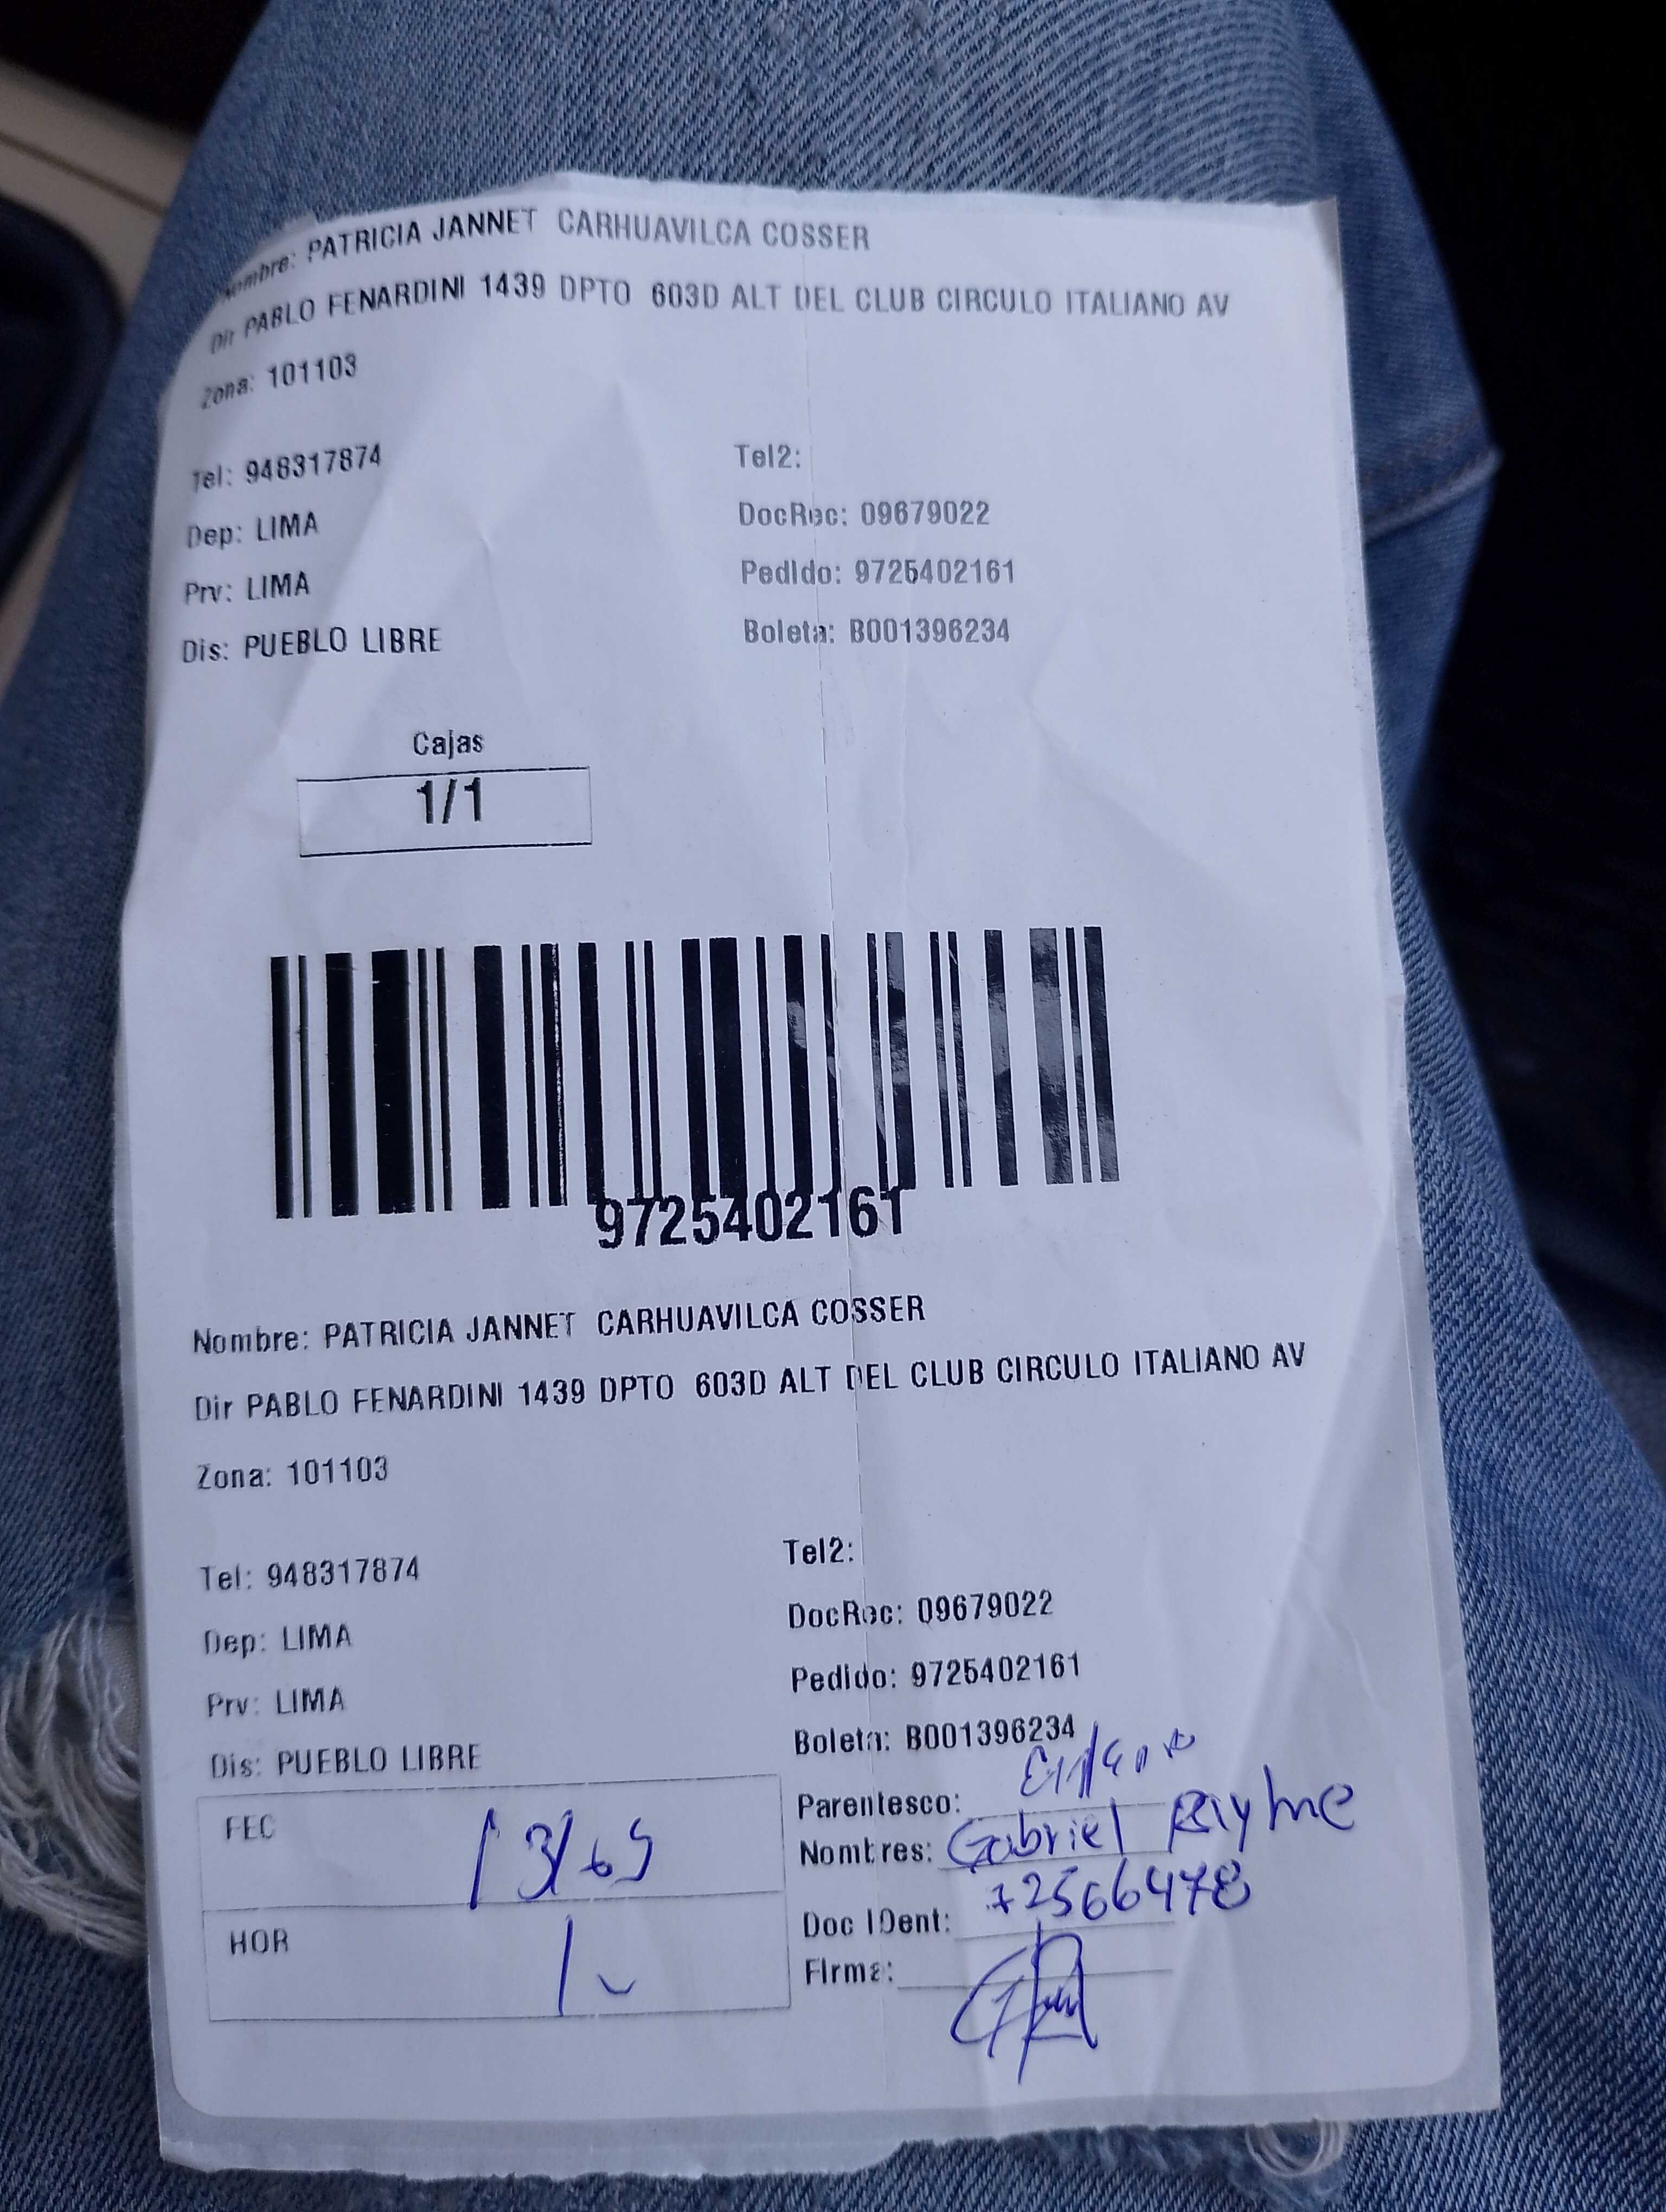 Nombre: PATRICIA JANNET CARHUAVILCA COSSER
Dir PABLO FENARDINI 1439 DPTO 603D ALT DEL CLUB CIRCULO ITALIANO AV
Zona: 101103
Tel: 948317874 Tel2:
Dep: LIMA DocRec: 09679022
Prv: LIMA Pedido: 9725402161
Dis: PUEBLO LIBRE Boleta: B001396234
Cajas
1/1
9725402161
Nombre: PATRICIA JANNET CARHUAVILCA COSSER
Dir PABLO FENARDINI 1439 DPTO 603D ALT DEL CLUB CIRCULO ITALIANO AV
Zona: 101103
Tel: 948317874 Tel2:
Dep: LIMA DocRec: 09679022
Prv: LIMA Pedido: 9725402161
Dis: PUEBLO LIBRE Boleta: B001396234
Parentesco:
FEC Nombres: Gabriel
Doc IDent: 72566478
HOR Firma: